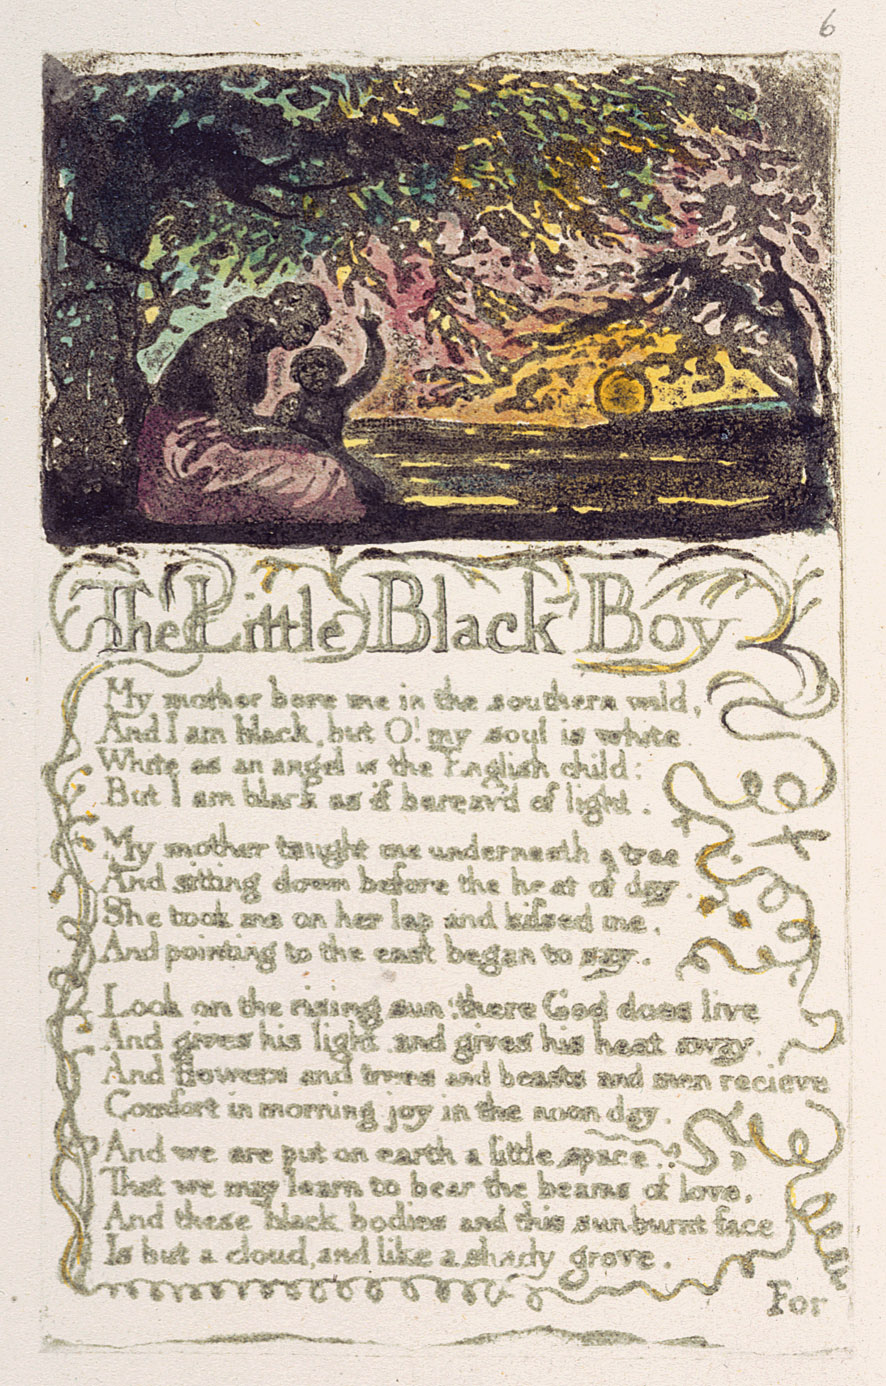 6
The Little Black Boy
My mother bore me in the southern wild,
And I am black, but O! my soul is white
White as an angel is the English child:
But I am black as if bereav'd of light.
My mother taught me underneath a tree
And sitting down before the heat of day
She took me on her lap and kissed me,
And pointing to the east began to say.
Look on the rising sun: there God does live
And gives his light, and gives his heat away.
And flowers and trees and beasts and men recieve
Comfort in morning joy in the noon day.
And we are put on earth a little space.
That we may learn to bear the beams of love,
And these black bodies and this sun-burnt face
Is but a cloud, and like a shady grove.
For